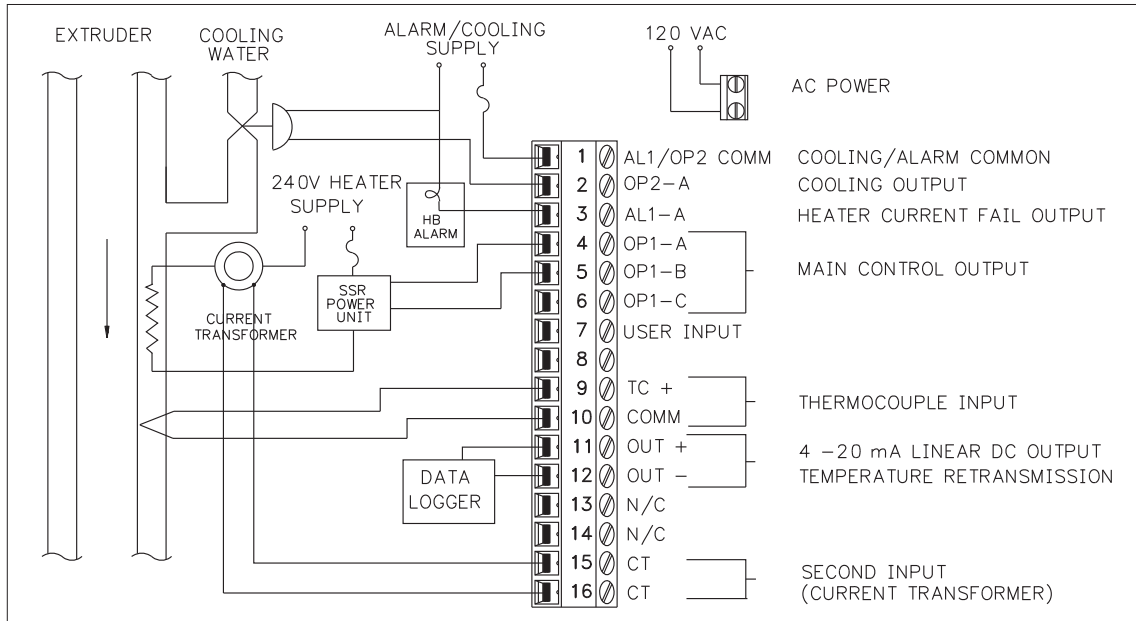 EXTRUDER
COOLING
WATER
ALARM/COOLING
SUPPLY
120 VAC
AC POWER
240V HEATER
SUPPLY
HB
ALARM
SSR
POWER
UNIT
CURRENT
TRANSFORMER
DATA
LOGGER
1 AL1/OP2 COMM COOLING/ALARM COMMON
2 OP2-A COOLING OUTPUT
3 AL1-A HEATER CURRENT FAIL OUTPUT
4 OP1-A
5 OP1-B
6 OP1-C
MAIN CONTROL OUTPUT
7 USER INPUT
8
9 TC +
10 COMM
THERMOCOUPLE INPUT
11 OUT +
12 OUT -
4 -20 mA LINEAR DC OUTPUT
TEMPERATURE RETRANSMISSION
13 N/C
14 N/C
15 CT
16 CT
SECOND INPUT
(CURRENT TRANSFORMER)